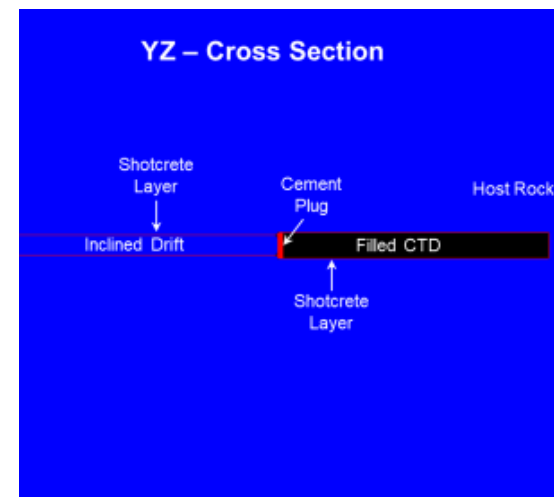 YZ – Cross Section
Shotcrete
Layer
Cement
Plug
Host Rock
Inclined Drift
Filled CTD
Shotcrete
Layer